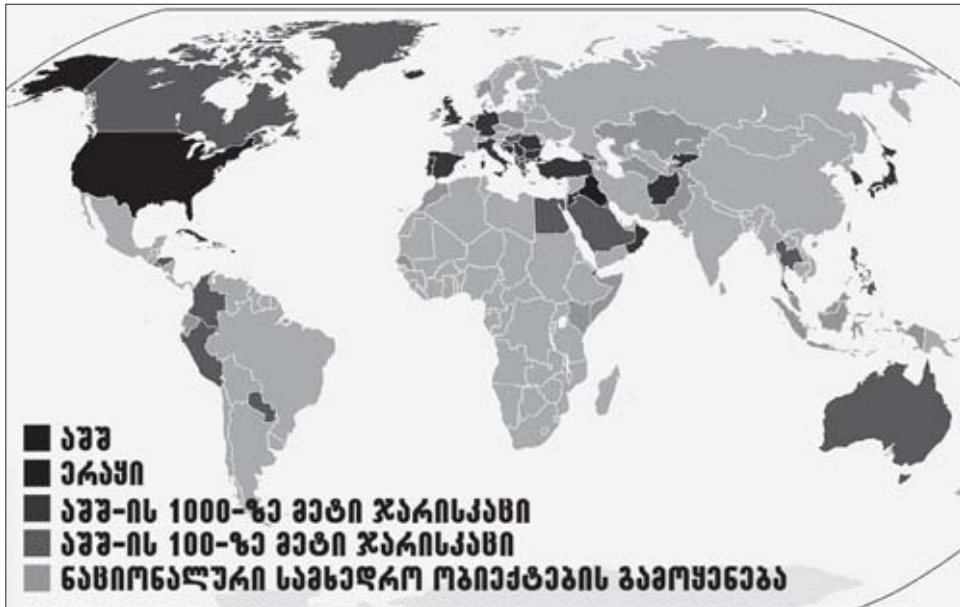 აშშ
ერაყი
აშშ-ის 1000-ზე მეტი ჯარისკაცი
აშშ-ის 100-ზე მეტი ჯარისკაცი
ნაციონალური სამხედრო ობიექტების გამოყენება